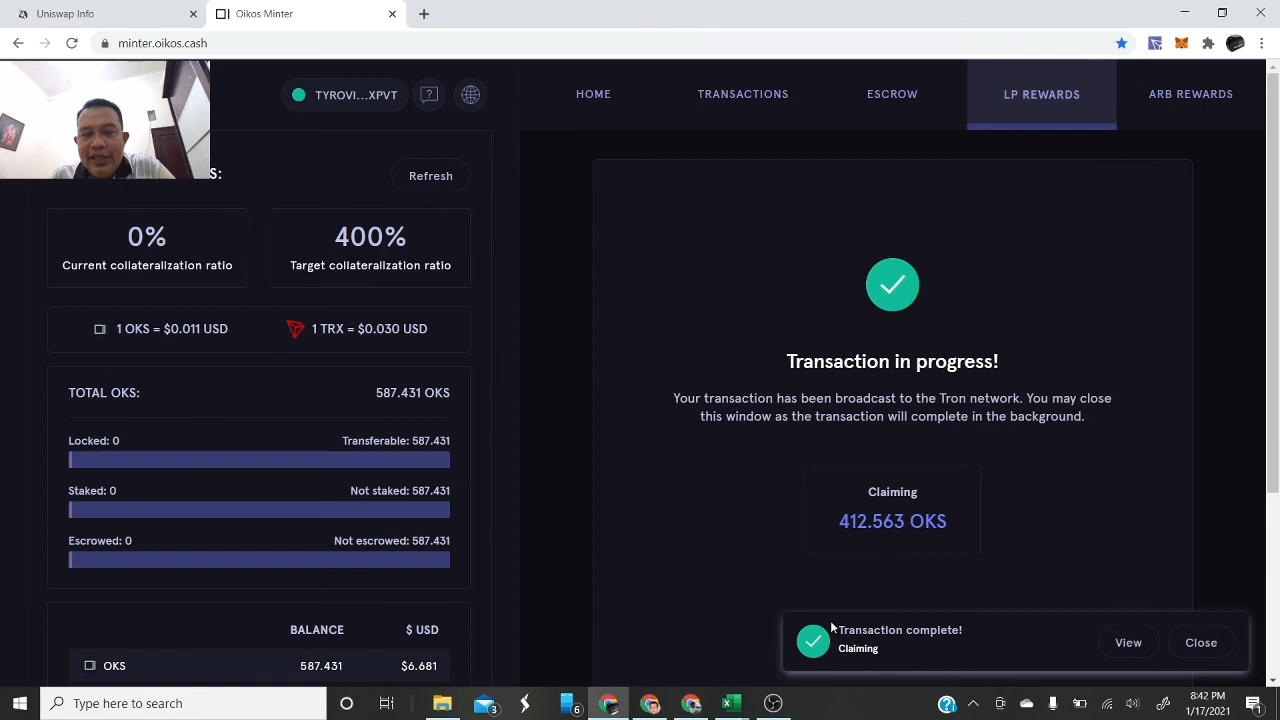 Uniswap Info
Oikos Minter
minter.oikos.cash
TYROVI...XPVT
?
HOME
TRANSACTIONS
ESCROW
LP REWARDS
ARB REWARDS
S:
Refresh
0%
Current collateralization ratio
400%
Target collateralization ratio
1 OKS = $0.011 USD
1 TRX = $0.030 USD
TOTAL OKS:
587.431 OKS
Locked: 0
Transferable: 587.431
Staked: 0
Not staked: 587.431
Escrowed: 0
Not escrowed: 587.431
BALANCE
$ USD
OKS
587.431
$6.681
Transaction in progress!
Your transaction has been broadcast to the Tron network. You may close
this window as the transaction will complete in the background.
Claiming
412.563 OKS
Transaction complete!
Claiming
View
Close
Type here to search
3
6
8:42 PM
1/17/2021